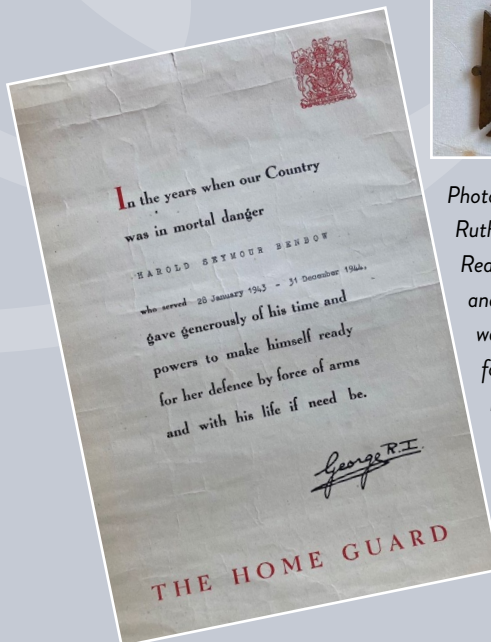 In the years when our Country
was in mortal danger
HAROLD SEYMOUR BENBOW
who served 28 January 1943 - 31 December 1944.
gave generously of his time and
powers to make himself ready
for her defence by force of arms
and with his life if need be.
George R.I.
THE HOME GUARD
Photo
Ruth
Rea
and
wa
fo